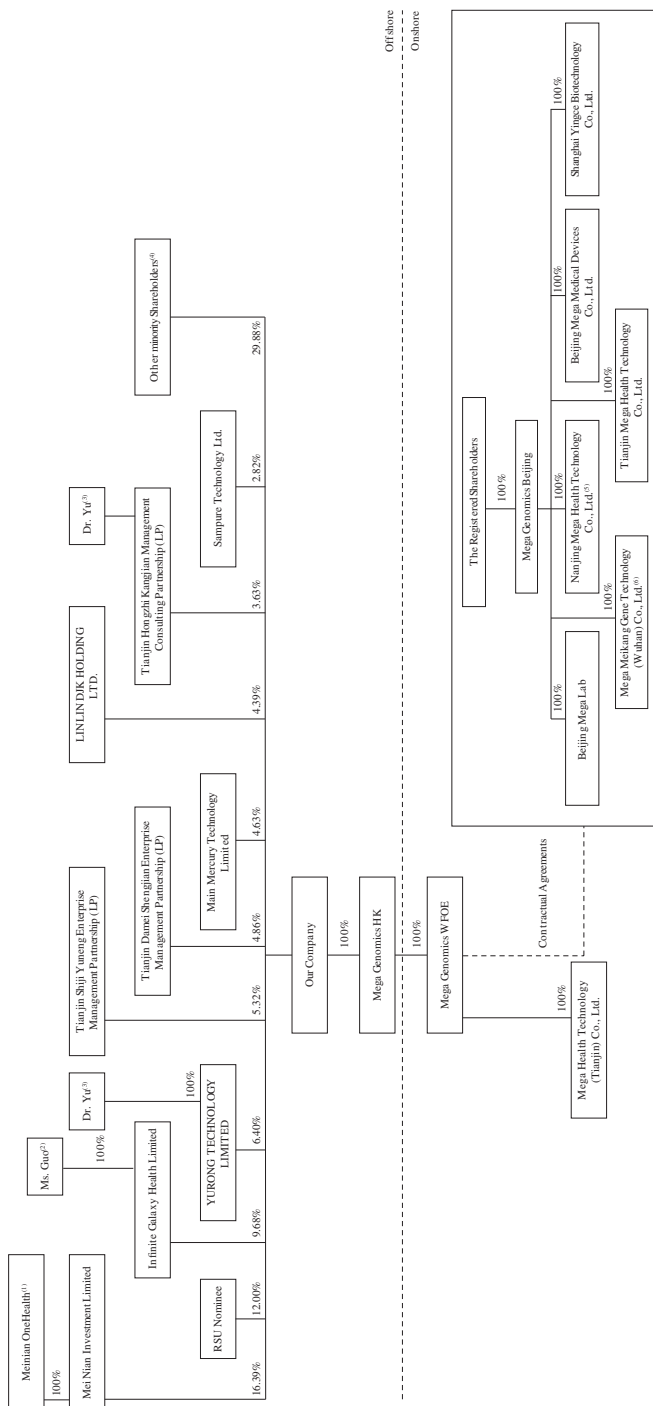 Meinian OneHealth(1)
100%
Mei Nian Investment Limited
16.39%
RSU Nominee
12.00%
Ms. Guo(2)
100%
Infinite Galaxy Health Limited
9.68%
Dr. Yu(3)
100%
YURONG TECHNOLOGY
LIMITED
6.40%
Tianjin Shiji Yuneng Enterprise
Management Partnership (LP)
5.32%
Tianjin Damei Shengjian Enterprise
Management Partnership (LP)
4.86%
Main Mercury Technology
Limited
4.63%
LINLIN DJK HOLDING
LTD.
4.39%
Dr. Yu(3)
Tianjin Hongzhi Kangjian Management
Consulting Partnership (LP)
3.63%
Sampure Technology Ltd.
2.82%
Other minority Shareholders(4)
29.88%
Our Company
100%
Mega Genomics HK
Offshore
Onshore
100%
Mega Genomics WFOE
100%
Mega Health Technology
(Tianjin) Co., Ltd.
Contractual Agreements
The Registered Shareholders
100%
Mega Genomics Beijing
100%
Beijing Mega Lab
100%
Mega Meikang Gene Technology
(Wuhan) Co., Ltd.(6)
100%
Nanjing Mega Health Technology
Co., Ltd.(5)
100%
Tianjin Mega Health Technology
Co., Ltd.
100%
Beijing Mega Medical Devices
Co., Ltd.
100%
Shanghai Yingce Biotechnology
Co., Ltd.